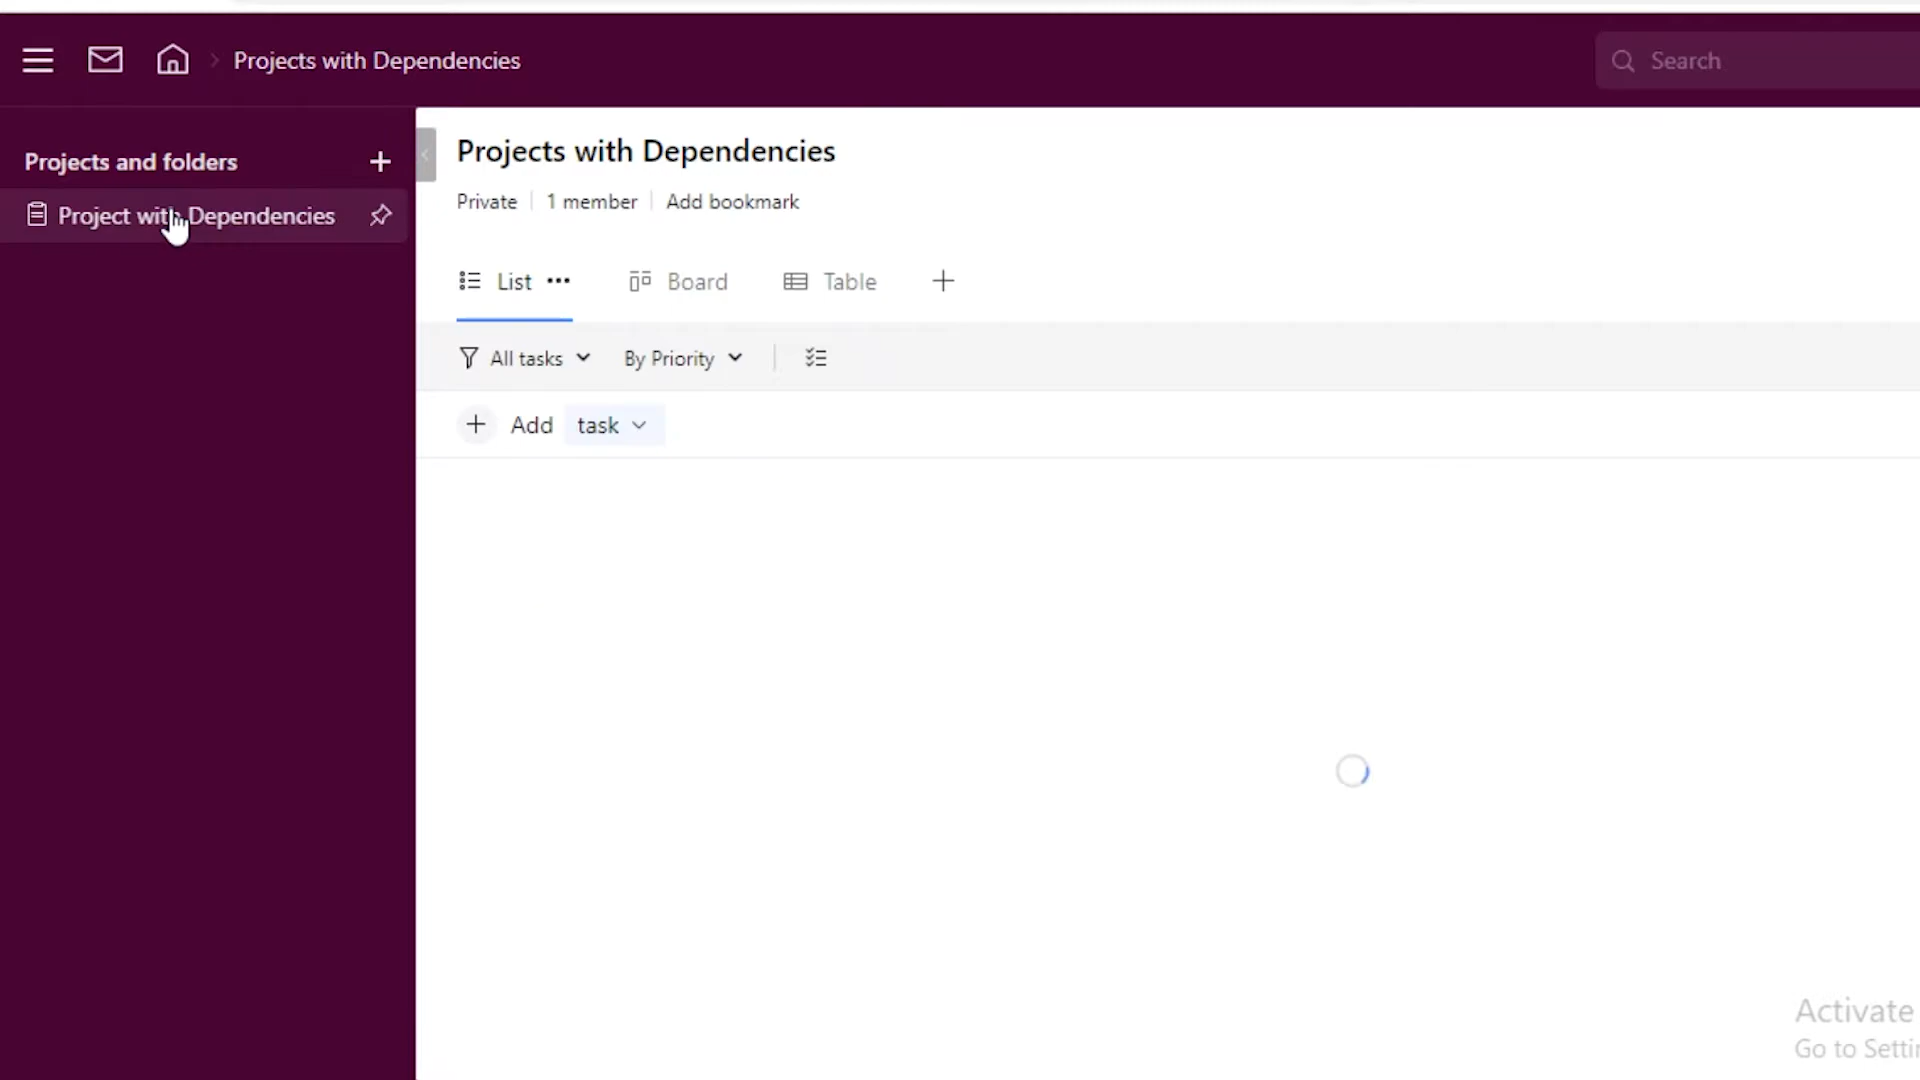 Projects with Dependencies
Search
Projects and folders
Project with Dependencies
Projects with Dependencies
Private 1 member Add bookmark
List Board Table
All tasks By Priority
Add task
Activate
Go to